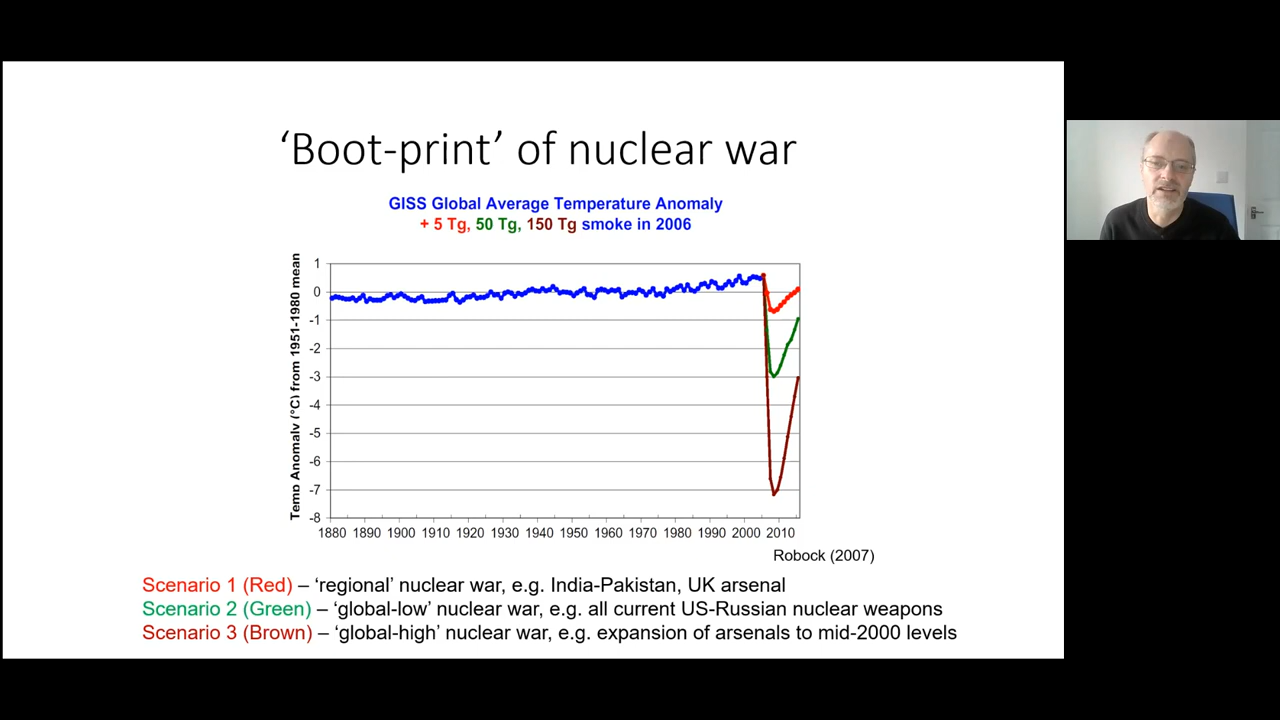 ‘Boot-print’ of nuclear war
GISS Global Average Temperature Anomaly
+ 5 Tg, 50 Tg, 150 Tg smoke in 2006
Temp Anomaly (°C) from 1951-1980 mean
1
0
-1
-2
-3
-4
-5
-6
-7
-8
1880 1890 1900 1910 1920 1930 1940 1950 1960 1970 1980 1990 2000 2010
Robock (2007)
Scenario 1 (Red) – ‘regional’ nuclear war, e.g. India-Pakistan, UK arsenal
Scenario 2 (Green) – ‘global-low’ nuclear war, e.g. all current US-Russian nuclear weapons
Scenario 3 (Brown) – ‘global-high’ nuclear war, e.g. expansion of arsenals to mid-2000 levels